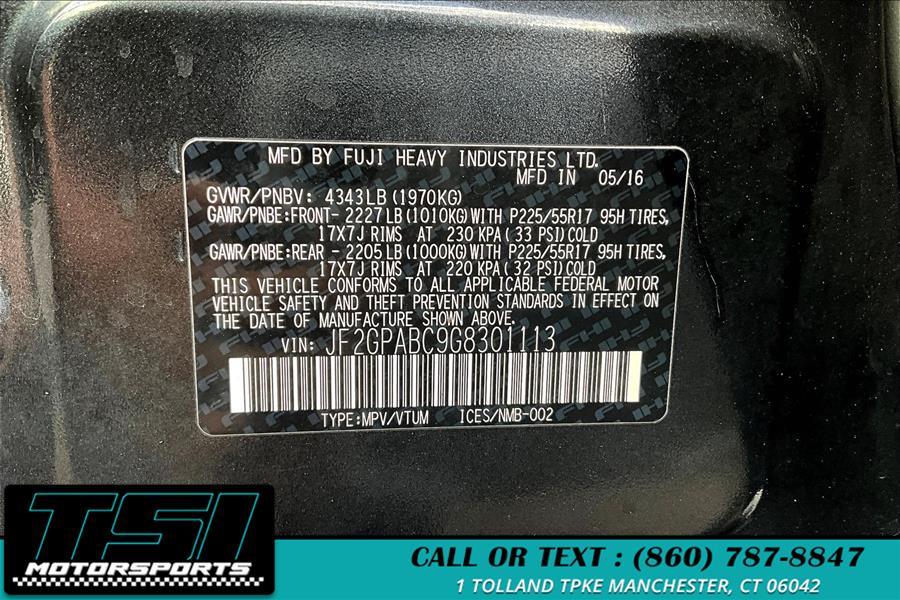 MFD BY FUJI HEAVY INDUSTRIES LTD.
MFD IN 05/16
GVWR/PNBV: 4343LB (1970KG)
GAWR/PNBE:FRONT- 2227LB (1010KG) WITH P225/55R17 95H TIRES,
17X7J RIMS AT 230 KPA ( 33 PSI) COLD
GAWR/PNBE:REAR - 2205LB (1000KG) WITH P225/55R17 95H TIRES,
17X7J RIMS AT 220 KPA ( 32 PSI) COLD
THIS VEHICLE CONFORMS TO ALL APPLICABLE FEDERAL MOTOR
VEHICLE SAFETY AND THEFT PREVENTION STANDARDS IN EFFECT ON
THE DATE OF MANUFACTURE SHOWN ABOVE.
VIN: JF2GPABC9G8301113
TYPE:MPV/VTUM ICES/NMB-002
TSI
MOTORSPORTS
CALL OR TEXT : (860) 787-8847
1 TOLLAND TPKE MANCHESTER, CT 06042